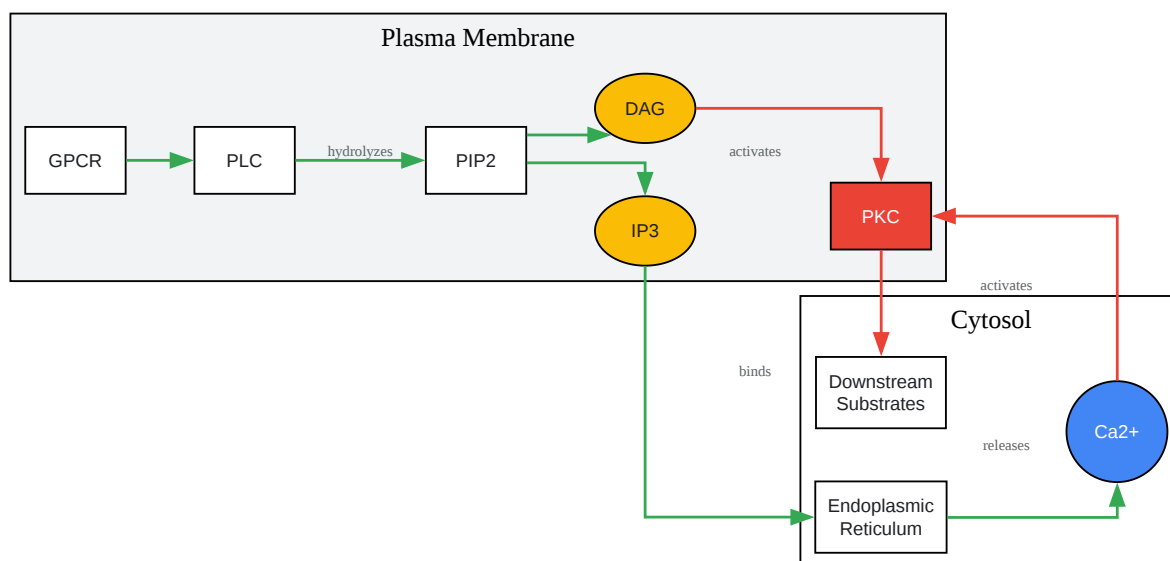 Plasma Membrane
DAG
GPCR
PLC
hydrolyzes
PIP2
activates
PKC
IP3
activates
Cytosol
binds
Downstream
Substrates
Ca2+
releases
Endoplasmic
Reticulum